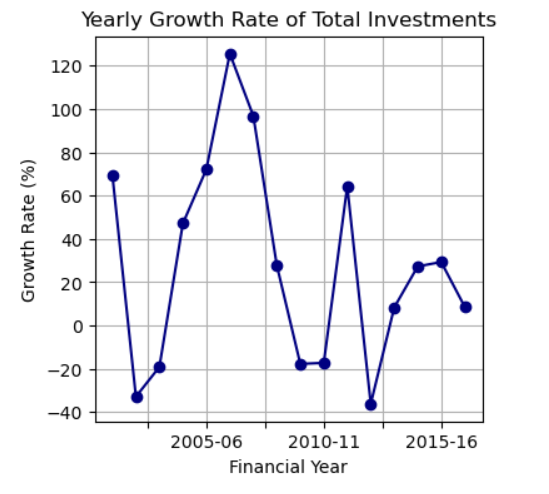 Yearly Growth Rate of Total Investments
120
100
80
60
40
20
0
−20
−40
Growth Rate (%)
2005-06 2010-11 2015-16
Financial Year